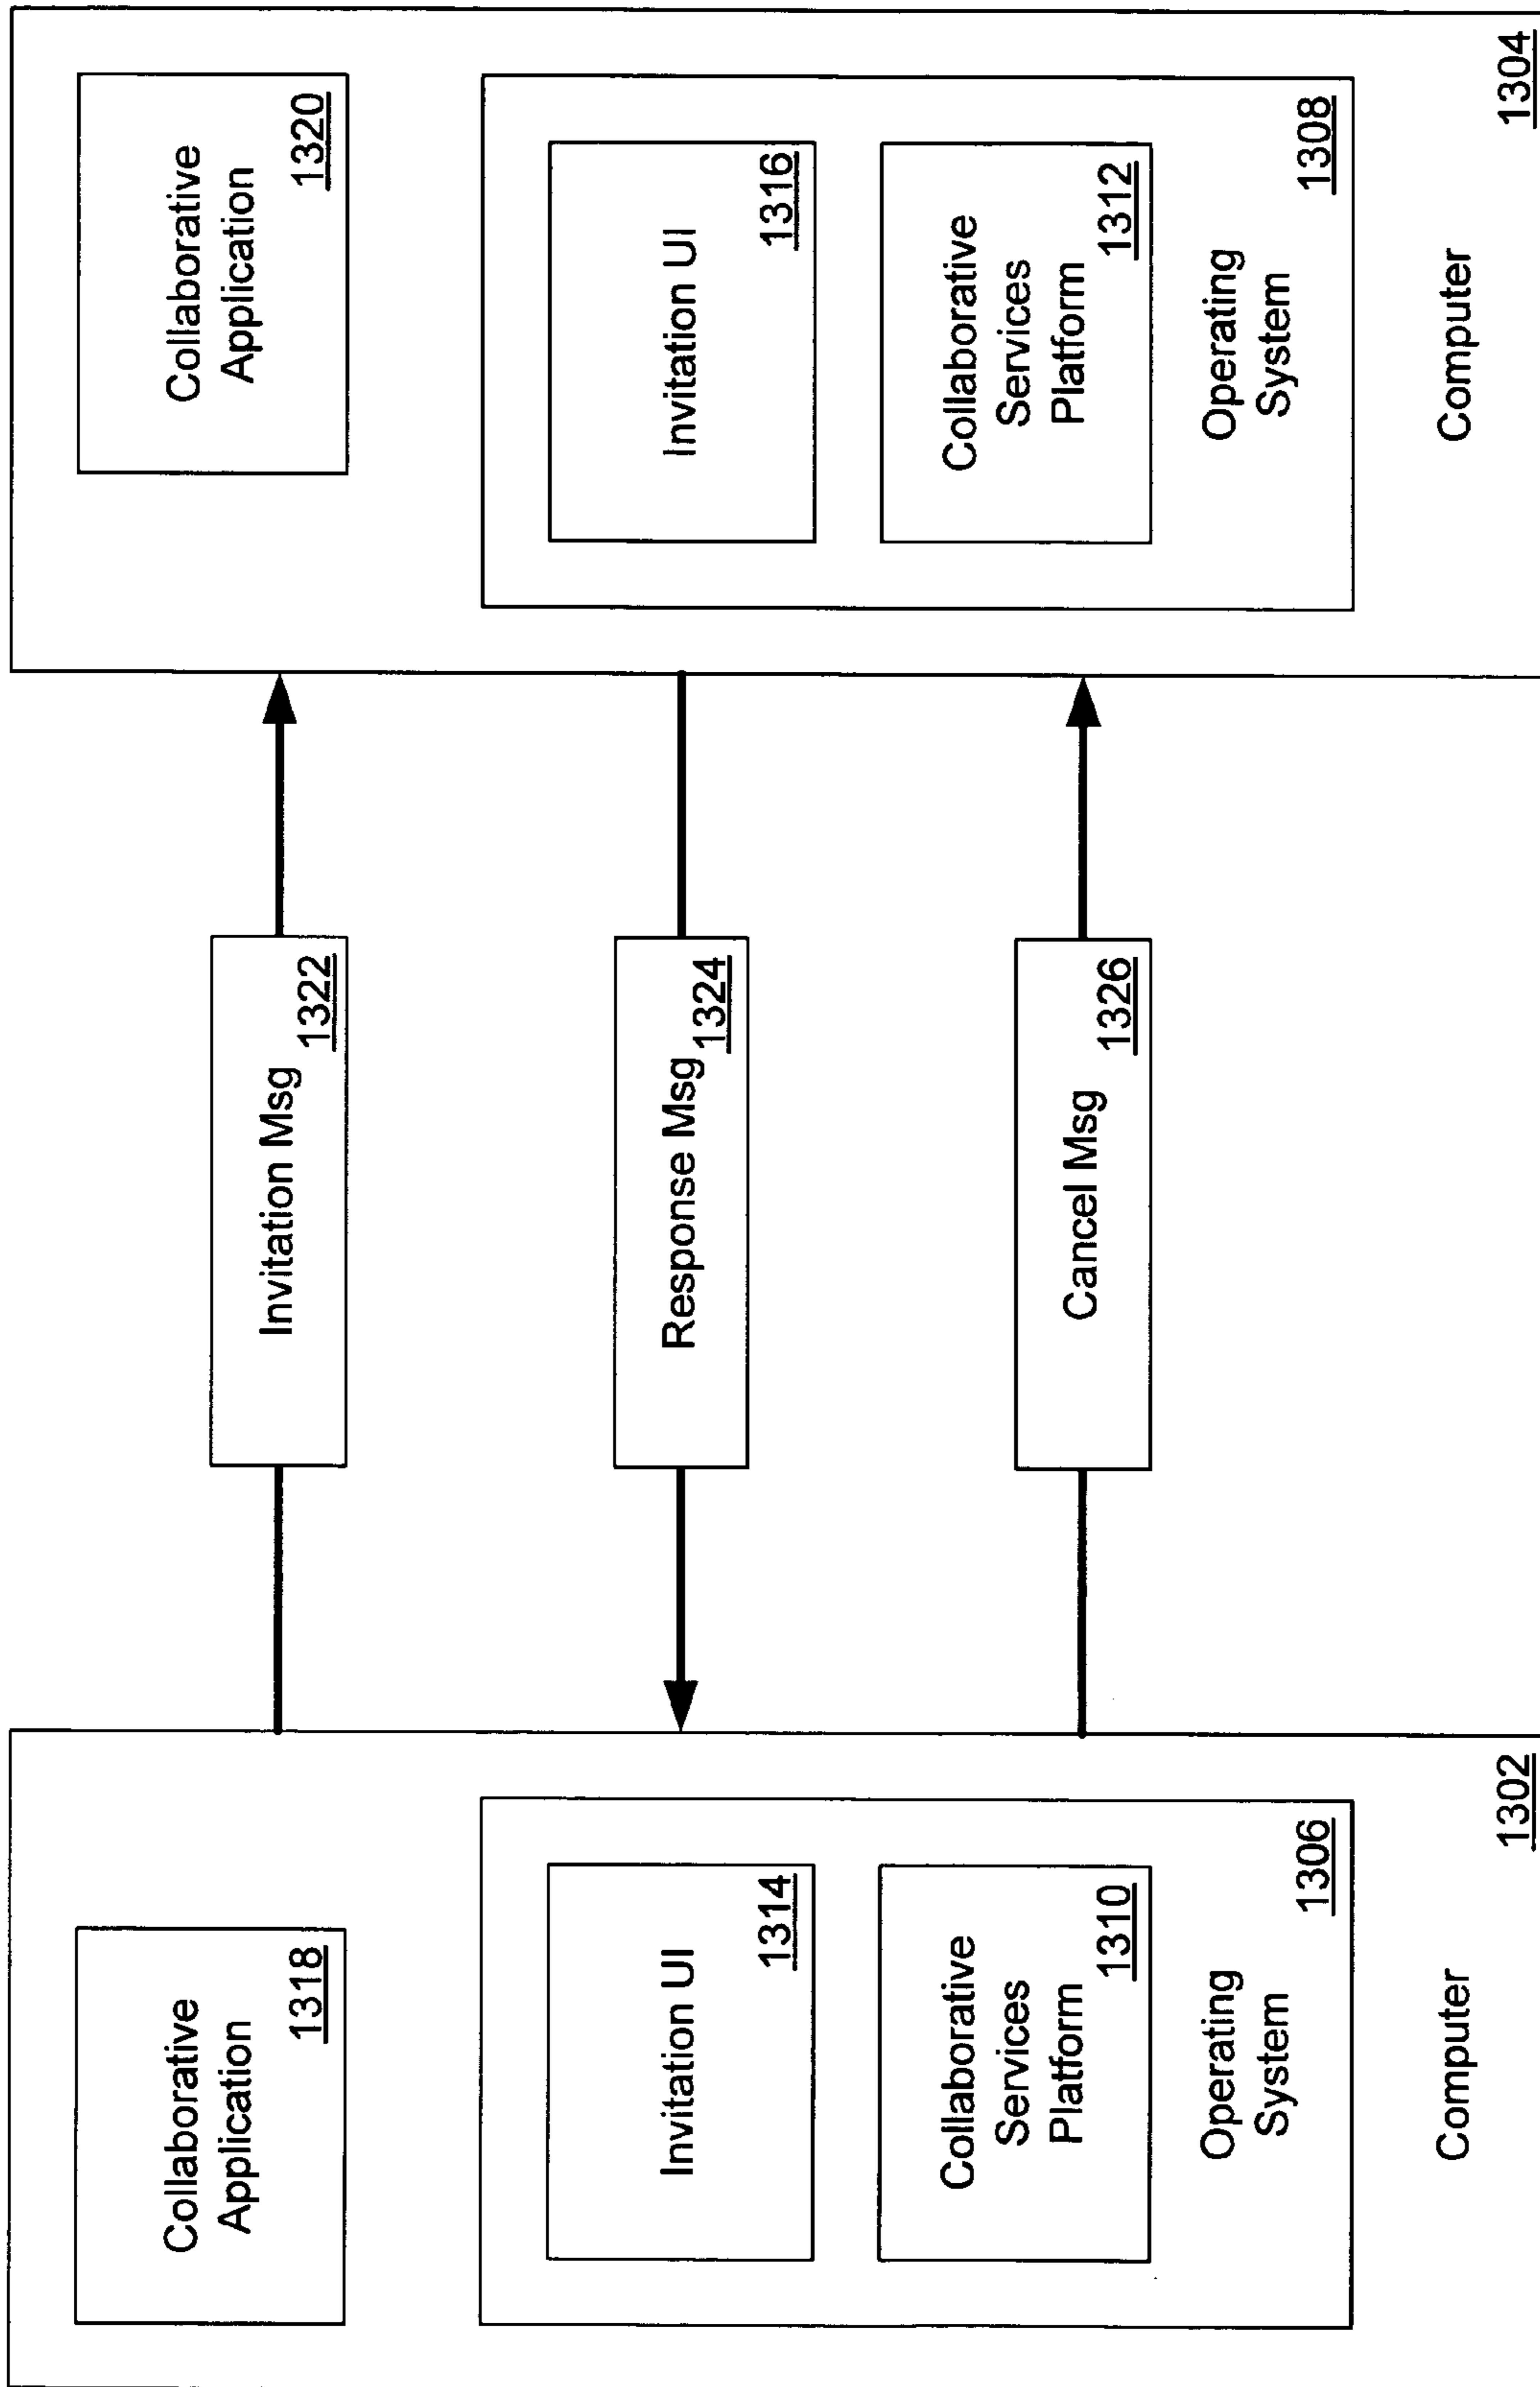 Collaborative
Application
1318
Invitation UI
1314
Collaborative
Services
Platform
1310
Operating
System
1306
Computer
1302
Invitation Msg
1322
Response Msg
1324
Cancel Msg
1326
Collaborative
Application
1320
Invitation UI
1316
Collaborative
Services
Platform
1312
Operating
System
1308
Computer
1304